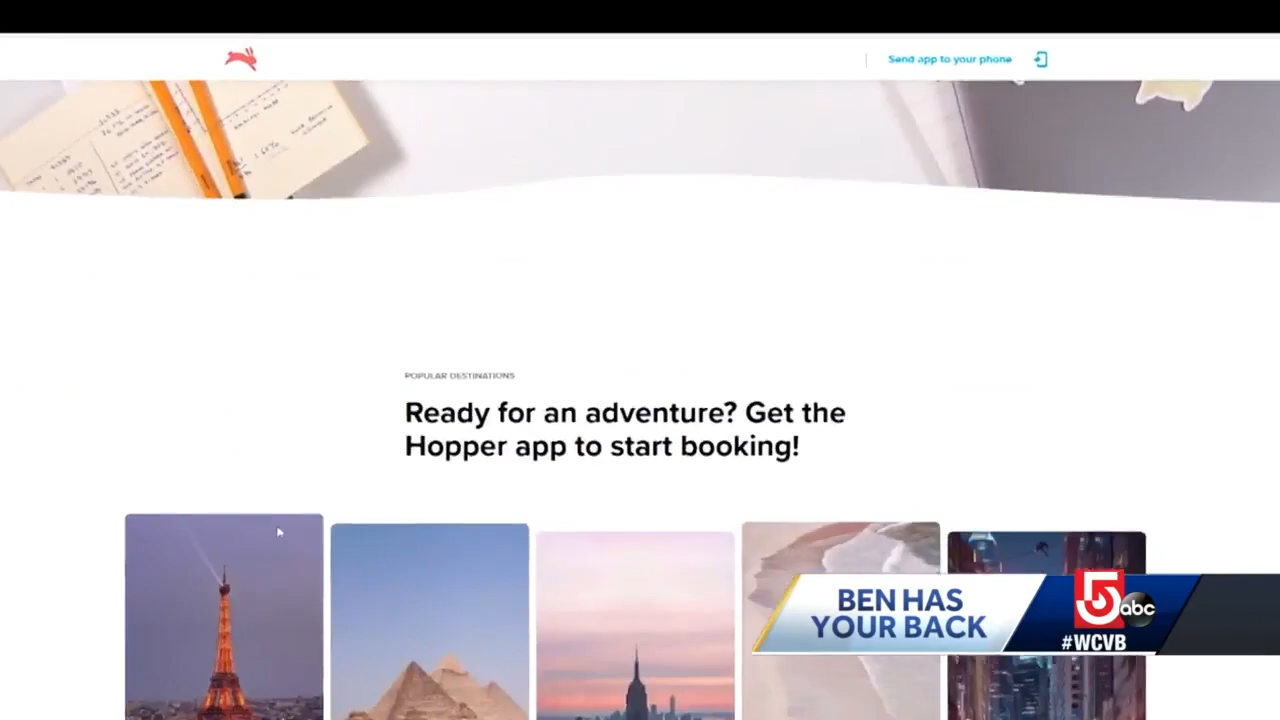 Send app to your phone
POPULAR DESTINATIONS
Ready for an adventure? Get the
Hopper app to start booking!
BEN HAS
YOUR BACK
5
abc
#WCVB